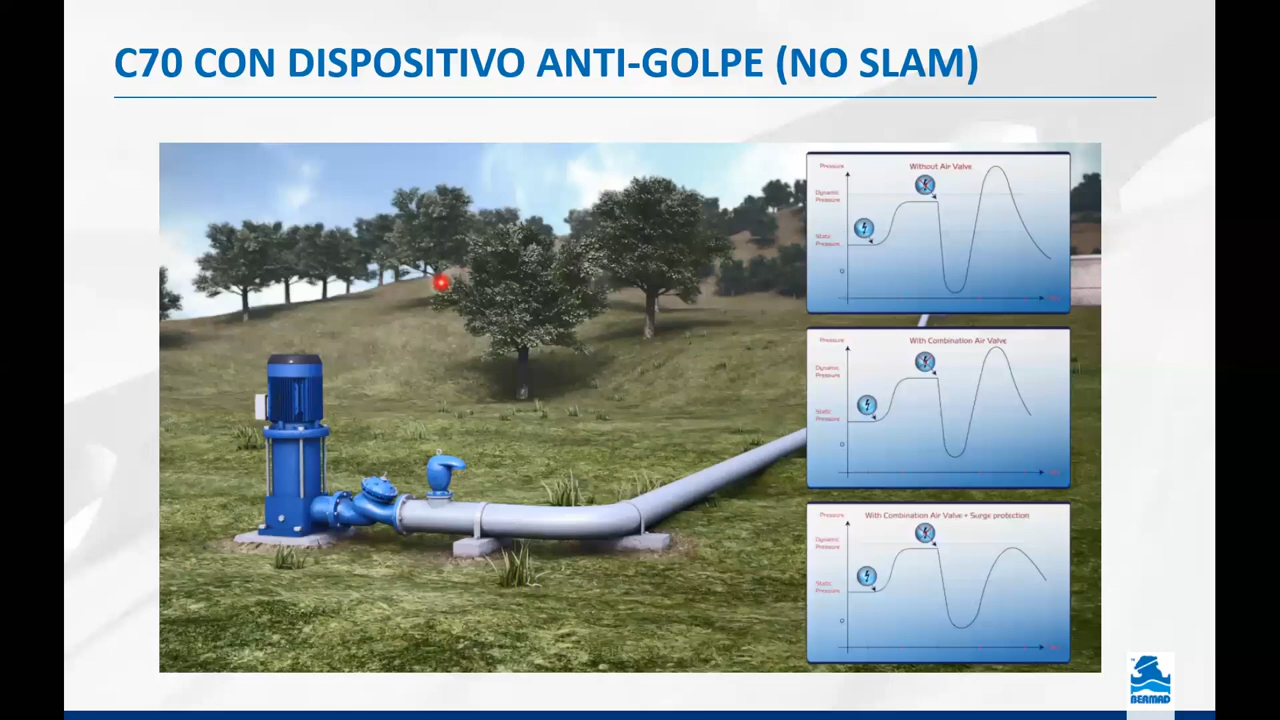 C70 CON DISPOSITIVO ANTI-GOLPE (NO SLAM)
Pressure
Without Air Valve
Dynamic
Pressure
Static
Pressure
0
Pressure
With Combination Air Valve
Dynamic
Pressure
Static
Pressure
0
Pressure
With Combination Air Valve + Surge protection
Dynamic
Pressure
Static
Pressure
0
BERMAD